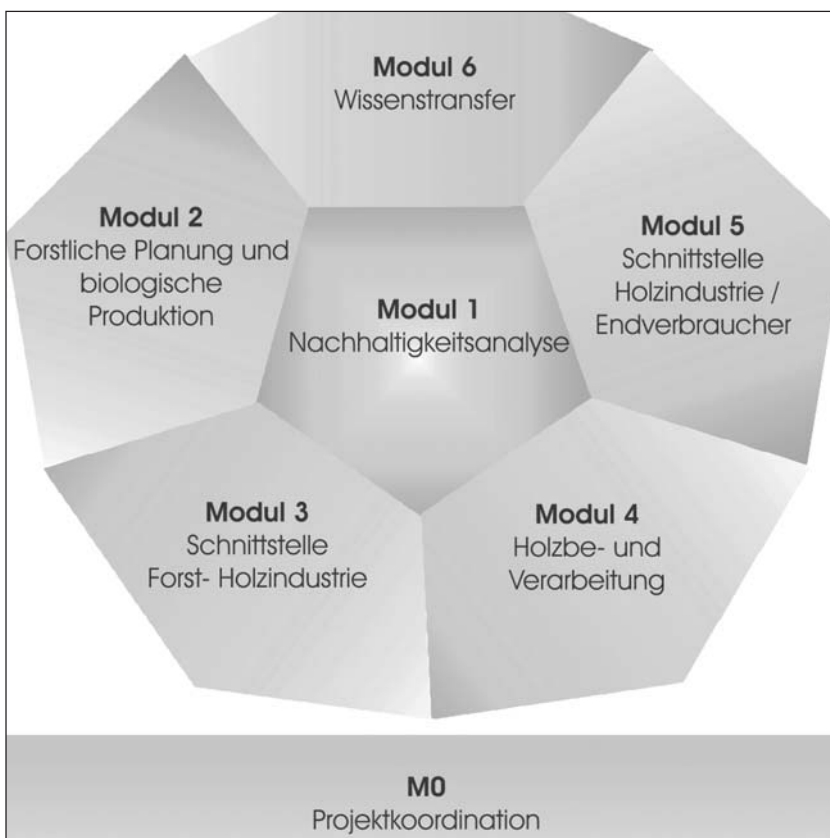 Modul 6
Wissenstransfer
Modul 2
Forstliche Planung und
biologische
Produktion
Modul 5
Schnittstelle
Holzindustrie /
Endverbraucher
Modul 1
Nachhaltigkeitsanalyse
Modul 3
Schnittstelle
Forst- Holzindustrie
Modul 4
Holzbe- und
Verarbeitung
M0
Projektkoordination